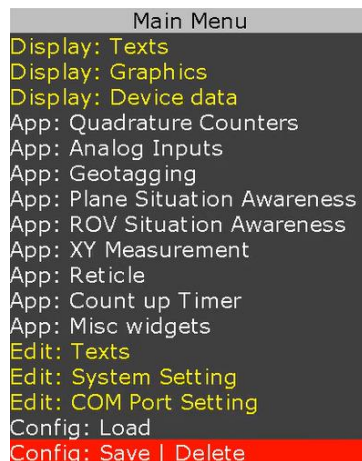 Main Menu
Display: Texts
Display: Graphics
Display: Device data
App: Quadrature Counters
App: Analog Inputs
App: Geotagging
App: Plane Situation Awareness
App: ROV Situation Awareness
App: XY Measurement
App: Reticle
App: Count up Timer
App: Misc widgets
Edit: Texts
Edit: System Setting
Edit: COM Port Setting
Config: Load
Config: Save | Delete